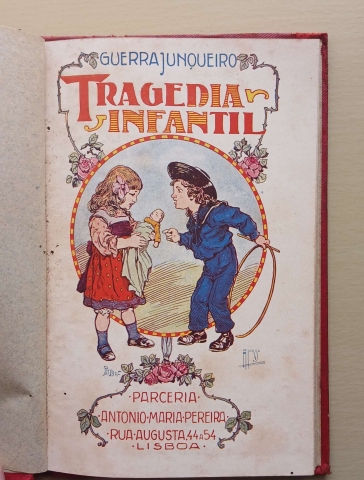 GUERRA JUNQUEIRO
TRAGEDIA
INFANTIL
PARCERIA
ANTONIO·MARIA·PEREIRA·
RUA·AUGUSTA, 44 A 54
·LISBOA·